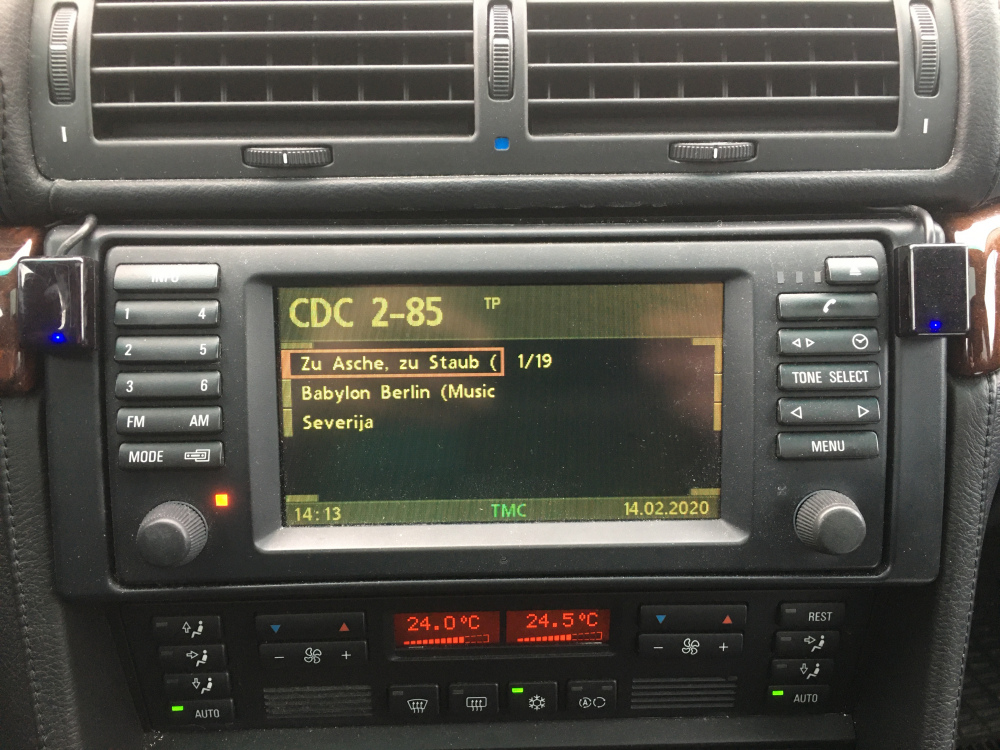 INFO
1 4
2 5
3 6
FM AM
MODE
CDC 2-85 TP
Zu Asche, zu Staub ( 1/19
Babylon Berlin (Music
Severija
14:13 TMC 14.02.2020
TONE SELECT
MENU
24.0°C 24.5°C
REST
AUTO
A
AUTO